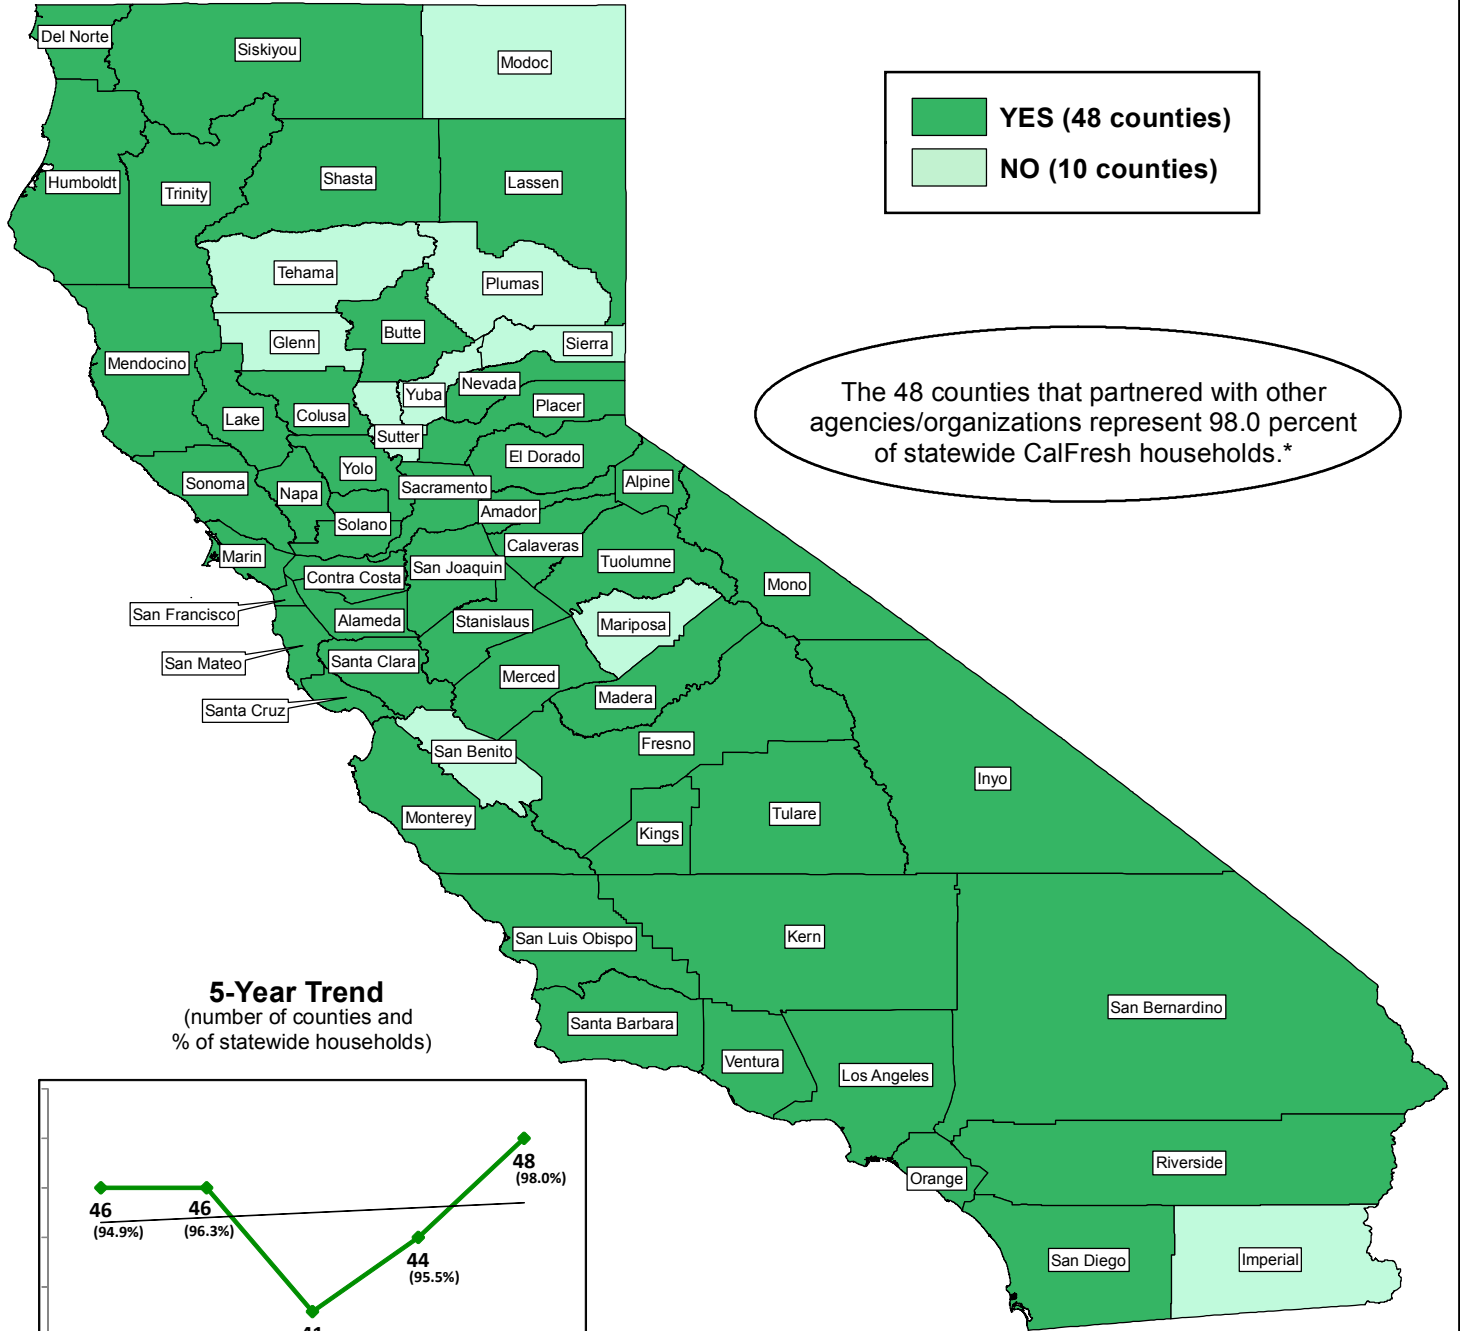 Del Norte
Siskiyou
Modoc
YES (48 counties)
NO (10 counties)
Humboldt
Trinity
Shasta
Lassen
Tehama
Plumas
Glenn
Butte
Sierra
Mendocino
Yuba
Nevada
Placer
Lake
Colusa
Sutter
The 48 counties that partnered with other
agencies/organizations represent 98.0 percent
of statewide CalFresh households.*
El Dorado
Yolo
Sonoma
Napa
Sacramento
Alpine
Amador
Solano
Calaveras
Marin
San Joaquin
Tuolumne
Contra Costa
Mono
San Francisco
Alameda
Stanislaus
Mariposa
San Mateo
Santa Clara
Merced
Madera
Santa Cruz
San Benito
Fresno
Inyo
Monterey
Kings
Tulare
San Luis Obispo
Kern
San Bernardino
Santa Barbara
Ventura
Los Angeles
Orange
Riverside
San Diego
Imperial
5-Year Trend
(number of counties and
% of statewide households)
46
(94.9%)
46
(96.3%)
41
44
(95.5%)
48
(98.0%)